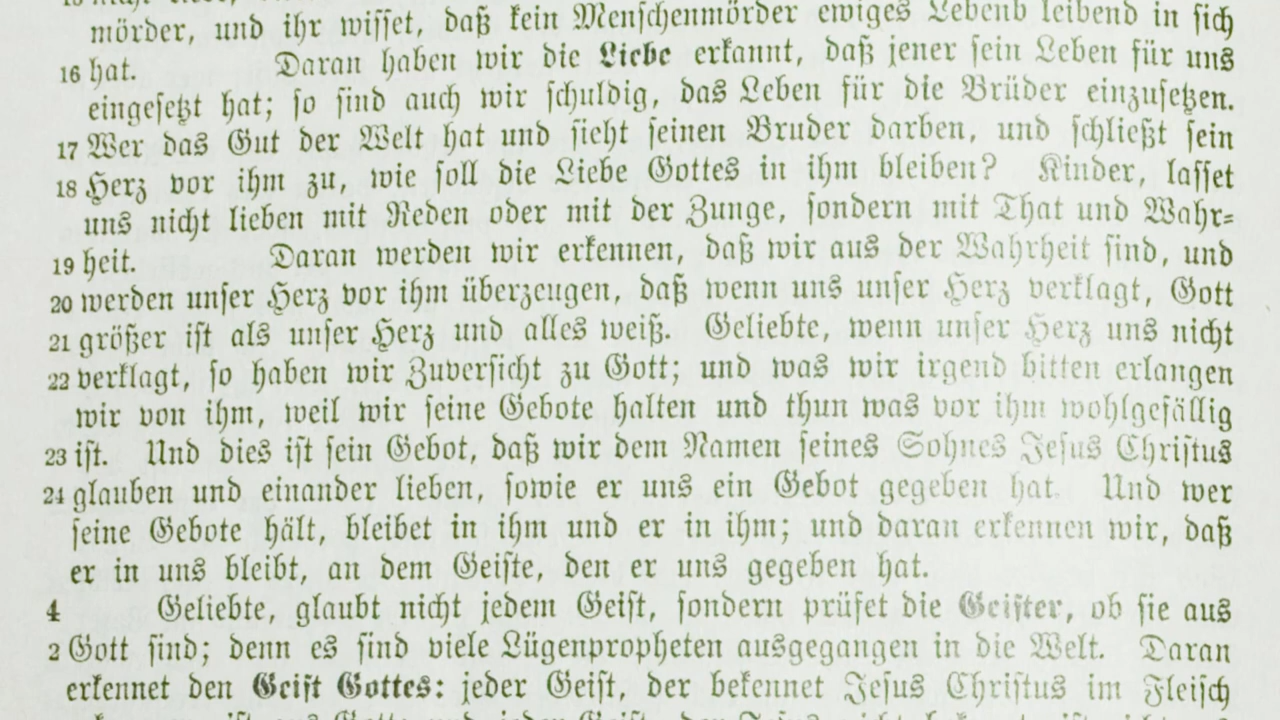 mörder, und ihr wisset, daß kein Menschenmörder ewiges Lebenb leibend in sich
16 hat. Daran haben wir die Liebe erkannt, daß jener sein Leben für uns
eingesetzt hat; so sind auch wir schuldig, das Leben für die Brüder einzusetzen.
17 Wer das Gut der Welt hat und sieht seinen Bruder darben, und schließt sein
18 Herz vor ihm zu, wie soll die Liebe Gottes in ihm bleiben? Kinder, lasset
uns nicht lieben mit Reden oder mit der Zunge, sondern mit That und Wahr=
19 heit. Daran werden wir erkennen, daß wir aus der Wahrheit sind, und
20 werden unser Herz vor ihm überzeugen, daß wenn uns unser Herz verklagt, Gott
21 größer ist als unser Herz und alles weiß. Geliebte, wenn unser Herz uns nicht
22 verklagt, so haben wir Zuversicht zu Gott; und was wir irgend bitten erlangen
wir von ihm, weil wir seine Gebote halten und thun was vor ihm wohlgefällig
23 ist. Und dies ist sein Gebot, daß wir dem Namen seines Sohnes Jesus Christus
24 glauben und einander lieben, sowie er uns ein Gebot gegeben hat. Und wer
seine Gebote hält, bleibet in ihm und er in ihm; und daran erkennen wir, daß
er in uns bleibt, an dem Geiste, den er uns gegeben hat.
4 Geliebte, glaubt nicht jedem Geist, sondern prüfet die Geister, ob sie aus
2 Gott sind; denn es sind viele Lügenpropheten ausgegangen in die Welt. Daran
erkennet den Geist Gottes: jeder Geist, der bekennet Jesus Christus im Fleisch